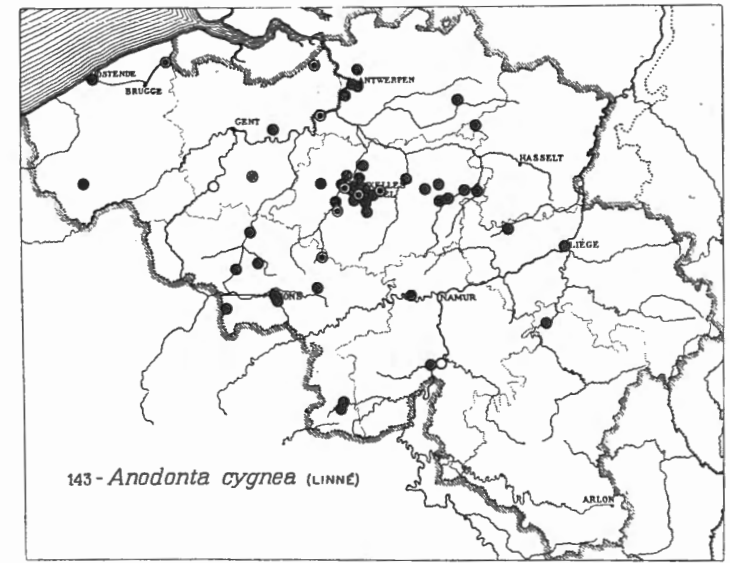 OSTENDE
BRUGGE
ANTWERPEN
GENT
HASSELT
LIÈGE
NAMUR
ARLON
143 - Anodonta cygnea (LINNÉ)